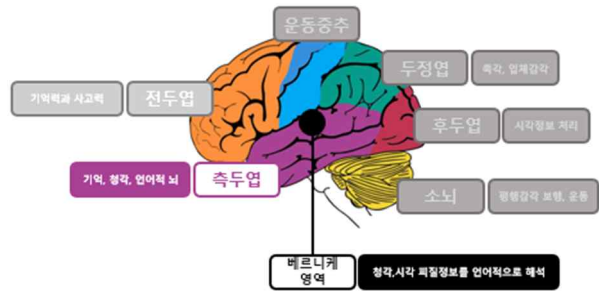 운동중추
두정엽
촉각, 입체감각
기억력과 사고력
전두엽
후두엽
시각정보 처리
기억, 청각, 언어적 뇌
측두엽
소뇌
평행감각 보행, 운동
베르니케
영역
청각,시각 피질정보를 언어적으로 해석